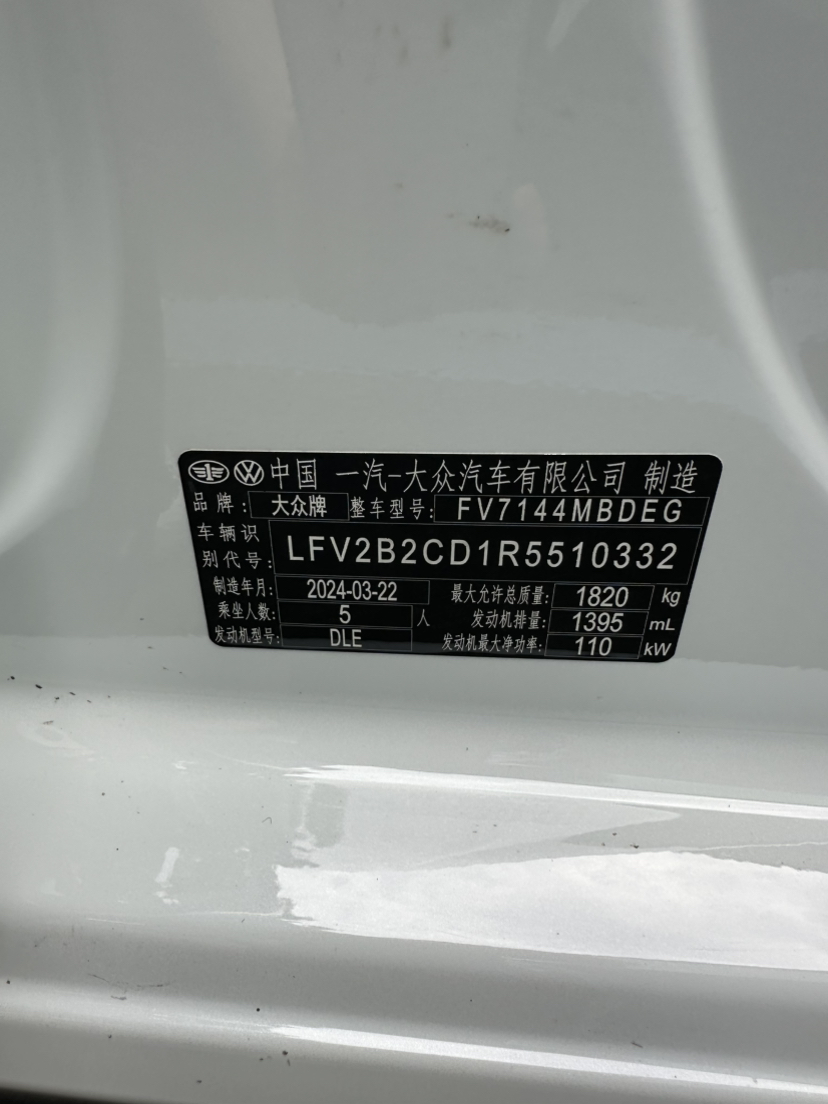 中国 一汽-大众汽车有限公司 制造
品牌: 大众牌 整车型号: FV7144MBDEG
车辆识别代号: LFV2B2CD1R5510332
制造年月: 2024-03-22 最大允许总质量: 1820 kg
乘坐人数: 5 人 发动机排量: 1395 mL
发动机型号: DLE 发动机最大净功率: 110 kW